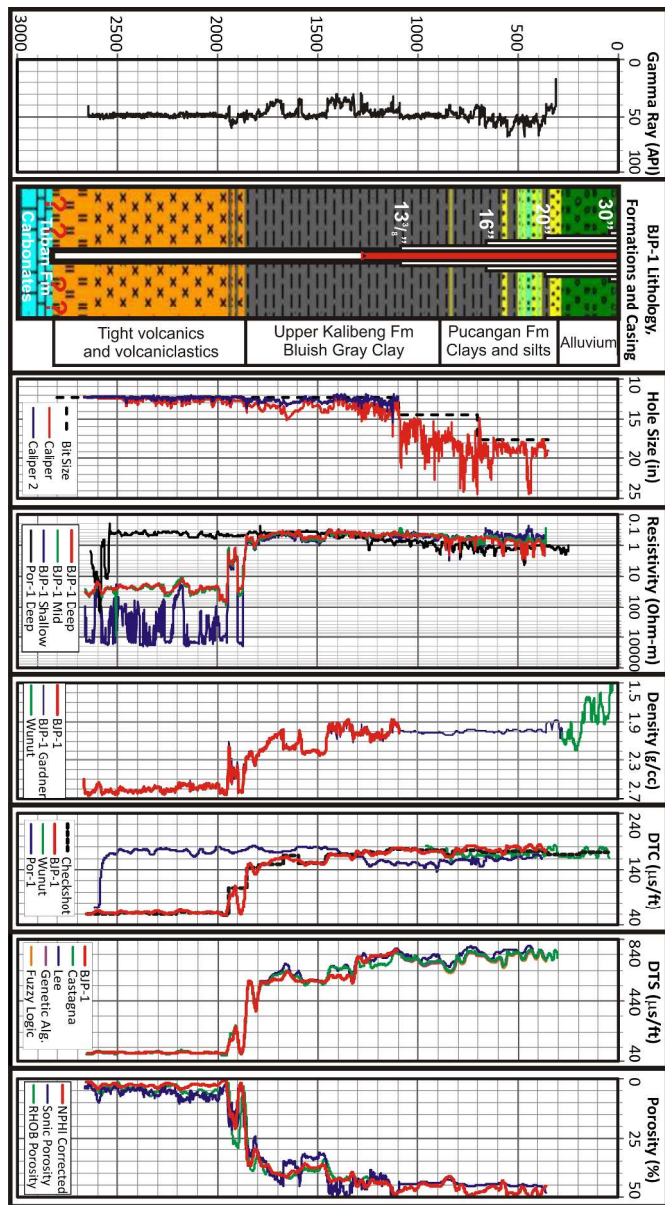 3000
2500
2000
1500
1000
500
0
Gamma Ray (API)
0
50
100
BJP-1 Lithology,
Formations and Casing
30”
20”
16”
13 3/8”
Tuban Fm
Carbonates
?
?
?
?
Tight volcanics
and volcaniclastics
Upper Kalibeng Fm
Bluish Gray Clay
Pucangan Fm
Clays and silts
Alluvium
Hole Size (in)
10
15
20
25
Bit Size
Caliper
Caliper 2
Resistivity (Ohm-m)
0.1
1
10
100
10000
BJP-1 Deep
BJP-1 Mid
BJP-1 Shallow
Por-1 Deep
Density (g/cc)
1.5
1.9
2.3
2.7
BJP-1
BJP-1 Gardner
Wunut
DTC (µs/ft)
240
140
40
Checkshot
BJP-1
Wunut
Por-1
DTS (µs/ft)
840
440
40
BJP-1
Castagna
Lee
Genetic Alg.
Fuzzy Logic
Porosity (%)
0
25
50
NPHI Corrected
Sonic Porosity
RHOB Porosity